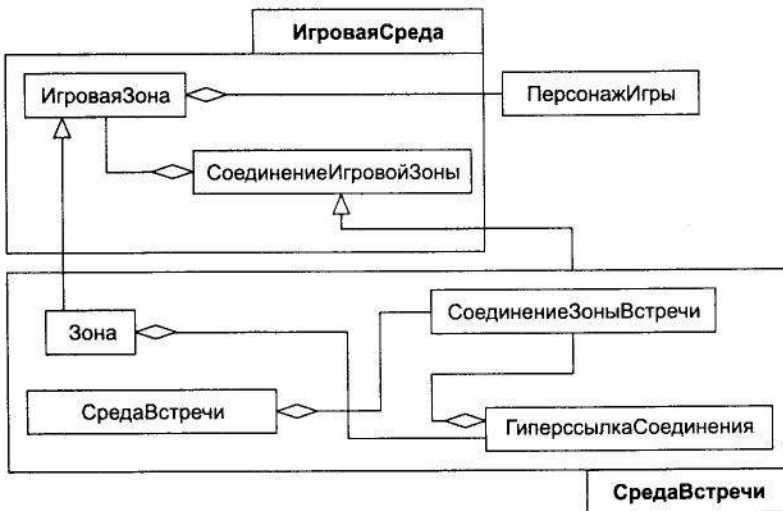 ИгроваяСреда
ИгроваяЗона
ПерсонажИгры
СоединениеИгровойЗоны
Зона
СоединениеЗоныВстречи
СредаВстречи
ГиперссылкаСоединения
СредаВстречи